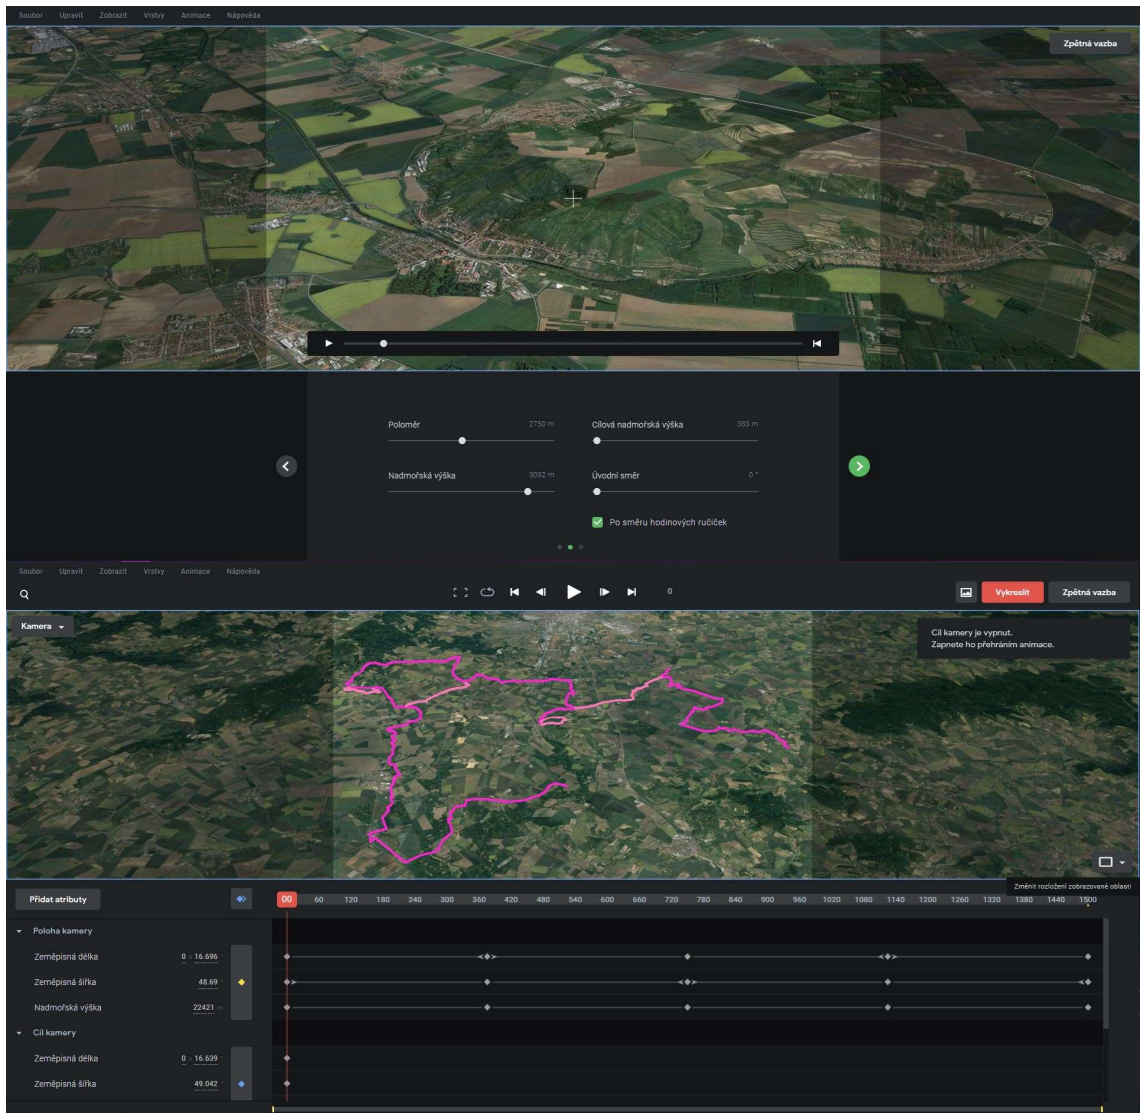 Soubor Upravit Zobrazit Vrstvy Animace Nápověda
Zpětná vazba
Poloměr 2750 m Cílová nadmořská výška 383 m
Nadmořská výška 3092 m Úvodní směr 0 °
Po směru hodinových ručiček
Soubor Upravit Zobrazit Vrstvy Animace Nápověda
0 Vykreslit Zpětná vazba
Kamera
Cíl kamery je vypnut.
Zapnete ho přehráním animace.
Změnit rozložení zobrazované oblasti
Přidat atributy 00 60 120 180 240 300 360 420 480 540 600 660 720 780 840 900 960 1020 1080 1140 1200 1260 1320 1380 1440 1500
Poloha kamery
Zeměpisná délka 0 x 16.696 °
Zeměpisná šířka 48.69 °
Nadmořská výška 22421 m
Cíl kamery
Zeměpisná délka 0 x 16.639 °
Zeměpisná šířka 49.042 °